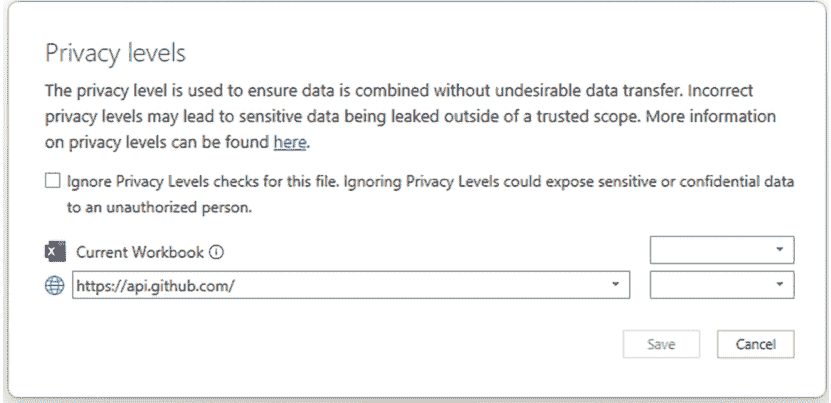 Privacy levels
The privacy level is used to ensure data is combined without undesirable data transfer. Incorrect
privacy levels may lead to sensitive data being leaked outside of a trusted scope. More information
on privacy levels can be found here.
Ignore Privacy Levels checks for this file. Ignoring Privacy Levels could expose sensitive or confidential data
to an unauthorized person.
Current Workbook
https://api.github.com/
Save Cancel